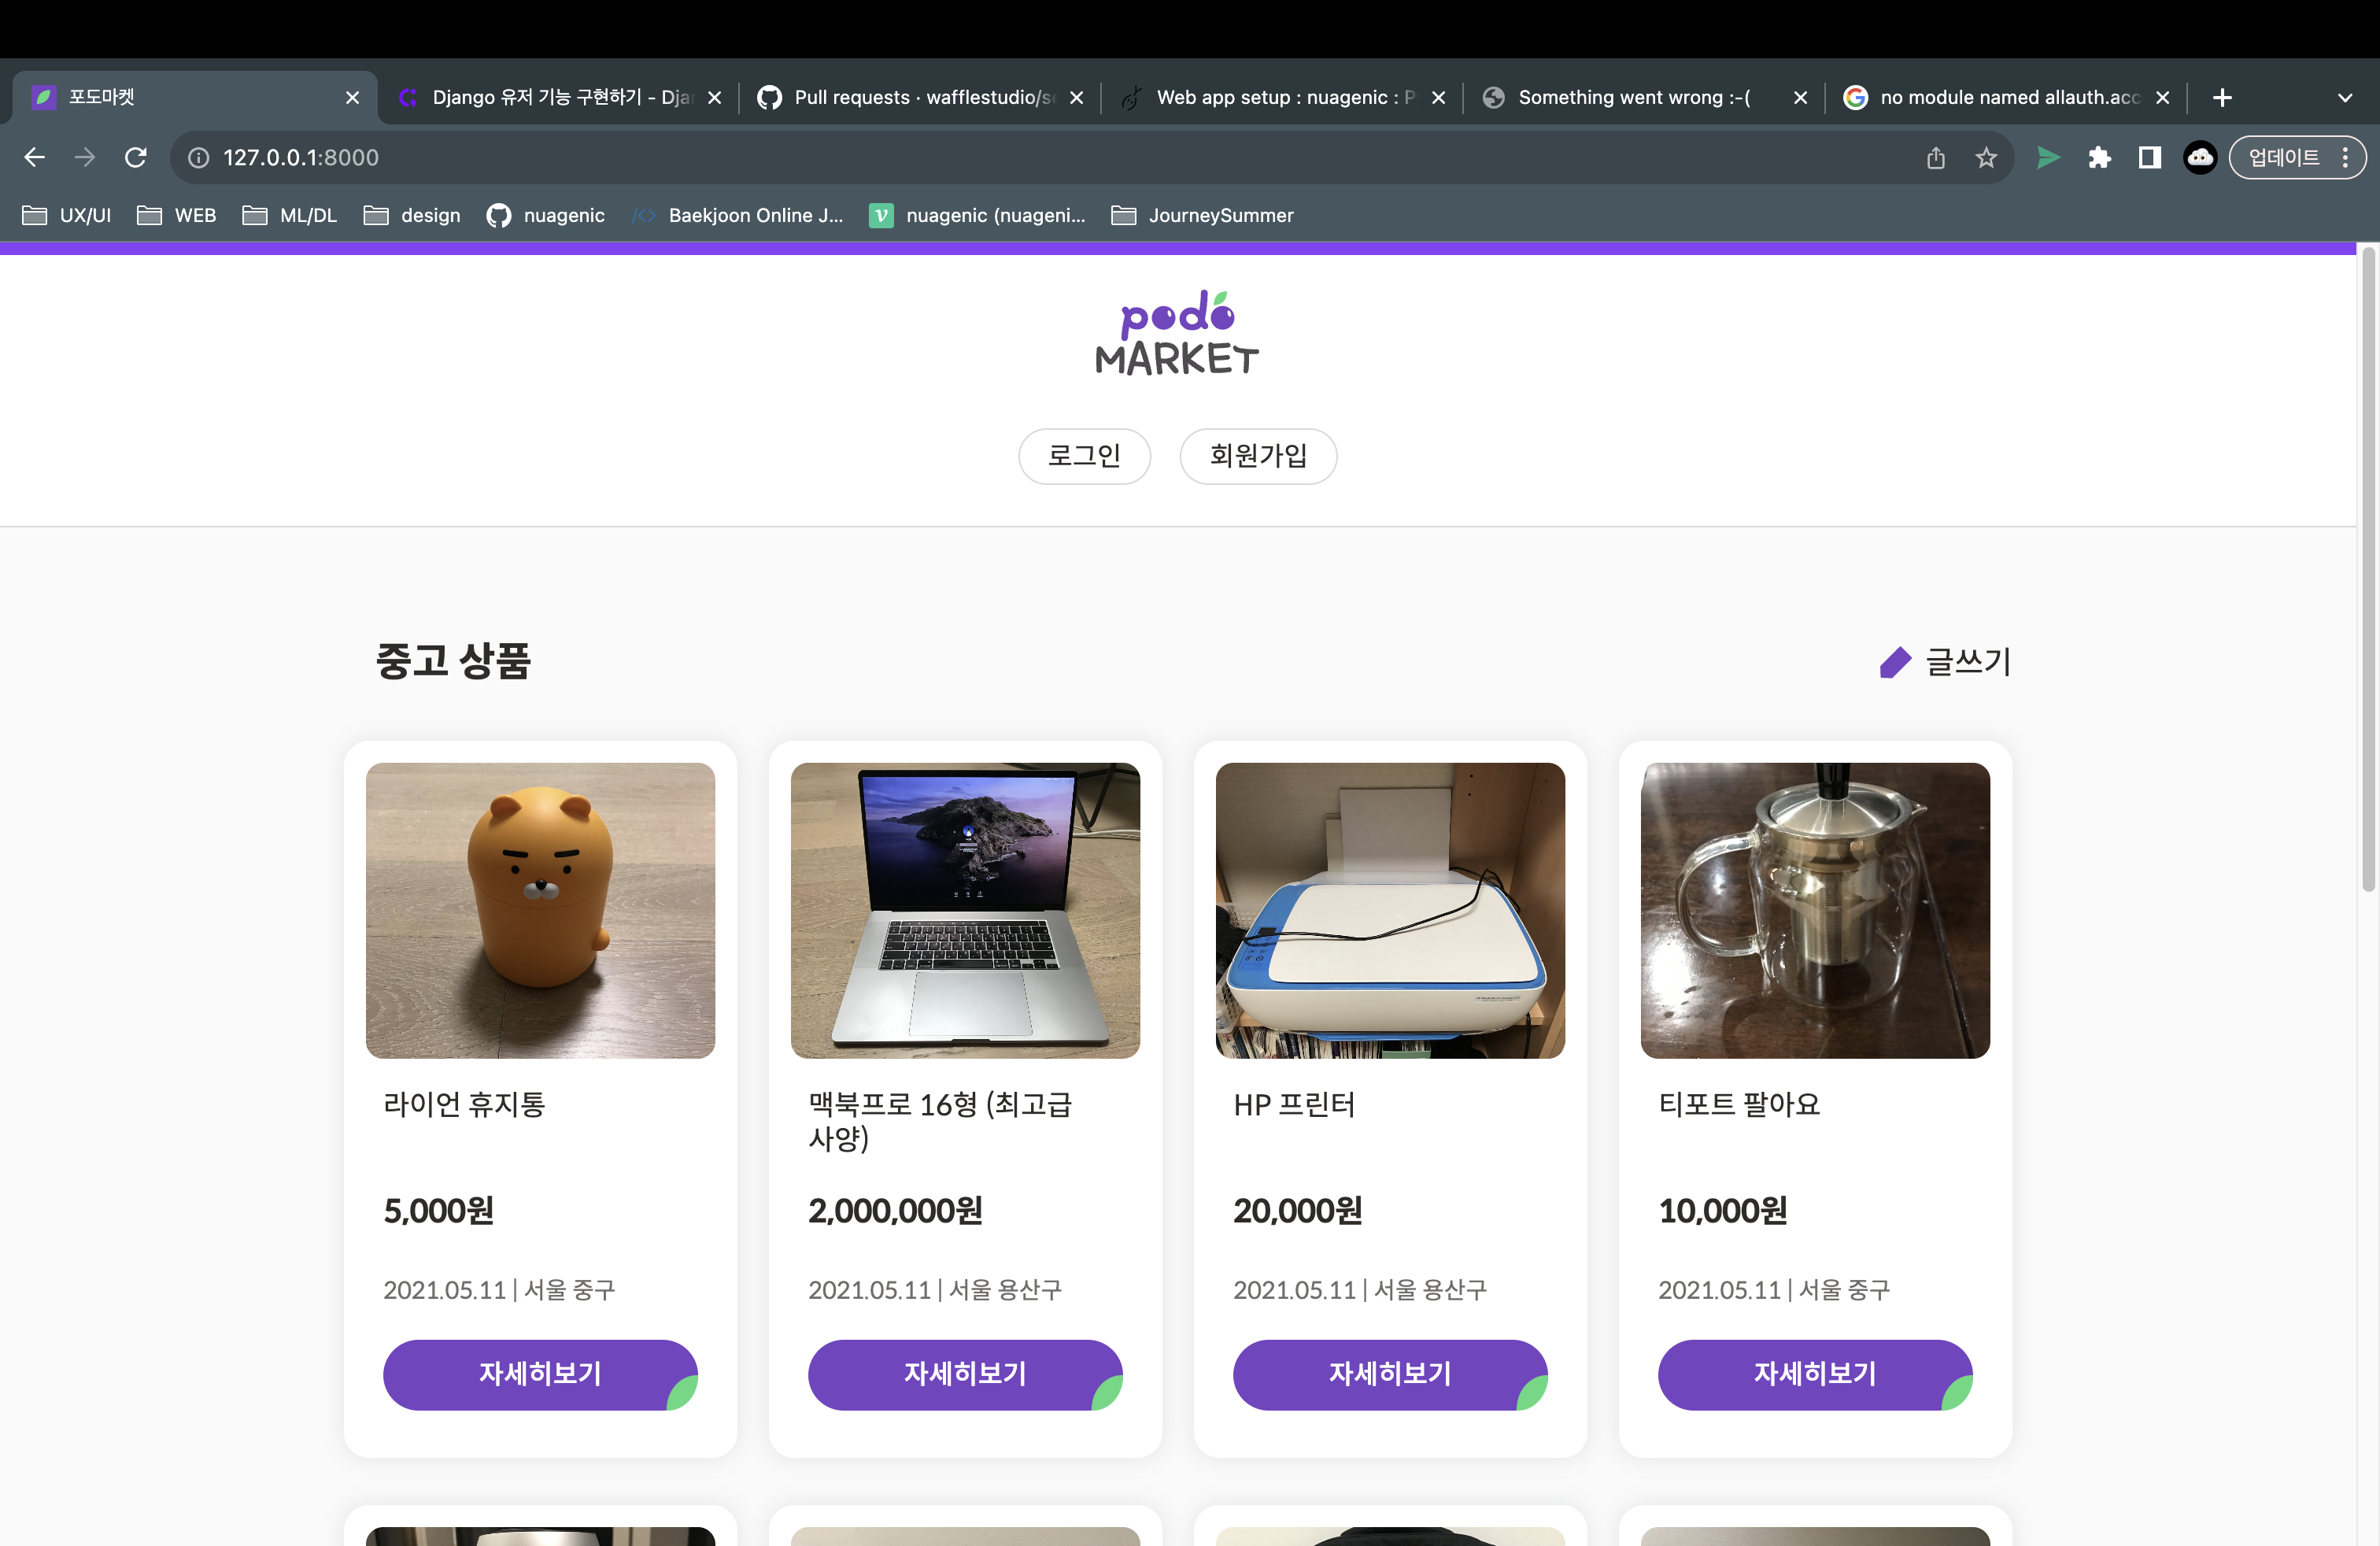 포도마켓
Django 유저 기능 구현하기 - Djan
Pull requests · wafflestudio/se
Web app setup : nuagenic : P
Something went wrong :-(
no module named allauth.acc
127.0.0.1:8000
업데이트
UX/UI
WEB
ML/DL
design
nuagenic
Baekjoon Online J...
nuagenic (nuageni...
JourneySummer
podo
MARKET
로그인
회원가입
중고 상품
글쓰기
라이언 휴지통
5,000원
2021.05.11 | 서울 중구
자세히보기
맥북프로 16형 (최고급
사양)
2,000,000원
2021.05.11 | 서울 용산구
자세히보기
HP 프린터
20,000원
2021.05.11 | 서울 용산구
자세히보기
티포트 팔아요
10,000원
2021.05.11 | 서울 중구
자세히보기